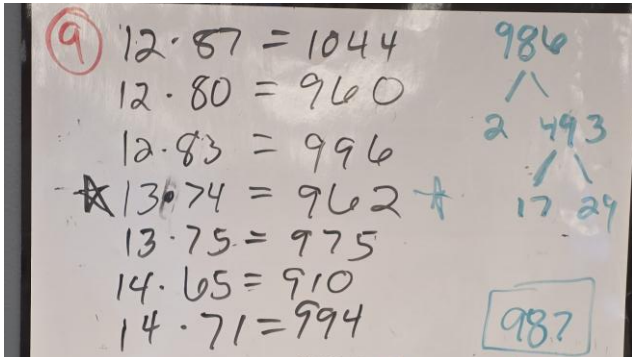 9
12·87 = 1044
12·80 = 960
12·83 = 996
☆13·74 = 962☆
13·75 = 975
14·65 = 910
14·71 = 994
986
2 493
17 29
987